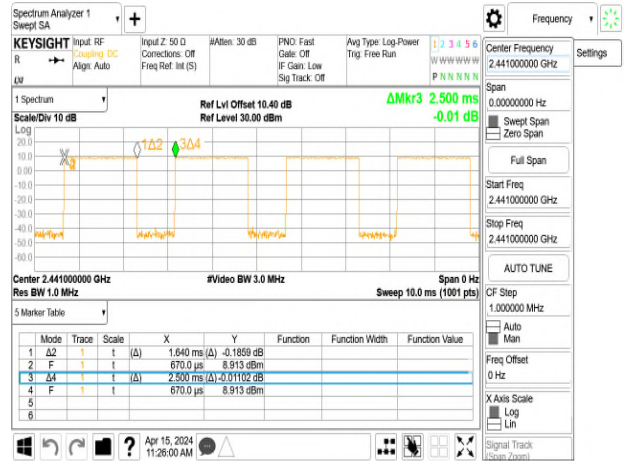 Spectrum Analyzer 1
Swept SA
+
Frequency
KEYSIGHT
R
Input: RF
Coupling: DC
Align: Auto
Input Z: 50 Ω
Corrections: Off
Freq Ref: Int (S)
#Atten: 30 dB
PNO: Fast
Gate: Off
IF Gain: Low
Sig Track: Off
Avg Type: Log-Power
Trig: Free Run
1 2 3 4 5 6
W W W W W W
P N N N N N
Settings
1 Spectrum
Scale/Div 10 dB
Ref Lvl Offset 10.40 dB
Ref Level 30.00 dBm
ΔMkr3 2.500 ms
-0.01 dB
Log
20.0
10.0
0.00
-10.0
-20.0
-30.0
-40.0
-50.0
-60.0
1Δ2
3Δ4
Center 2.441000000 GHz
Res BW 1.0 MHz
#Video BW 3.0 MHz
Span 0 Hz
Sweep 10.0 ms (1001 pts)
5 Marker Table
Mode Trace Scale X Y Function Function Width Function Value
1 Δ2 1 t (Δ) 1.640 ms (Δ) -0.1859 dB
2 F 1 t 670.0 µs 8.913 dBm
3 Δ4 1 t (Δ) 2.500 ms (Δ) -0.01102 dB
4 F 1 t 670.0 µs 8.913 dBm
5
6
Center Frequency
2.441000000 GHz
Span
0.00000000 Hz
Swept Span
Zero Span
Full Span
Start Freq
2.441000000 GHz
Stop Freq
2.441000000 GHz
AUTO TUNE
CF Step
1.000000 MHz
Auto
Man
Freq Offset
0 Hz
X Axis Scale
Log
Lin
Signal Track
(Span Zoom)
?
Apr 15, 2024
11:26:00 AM